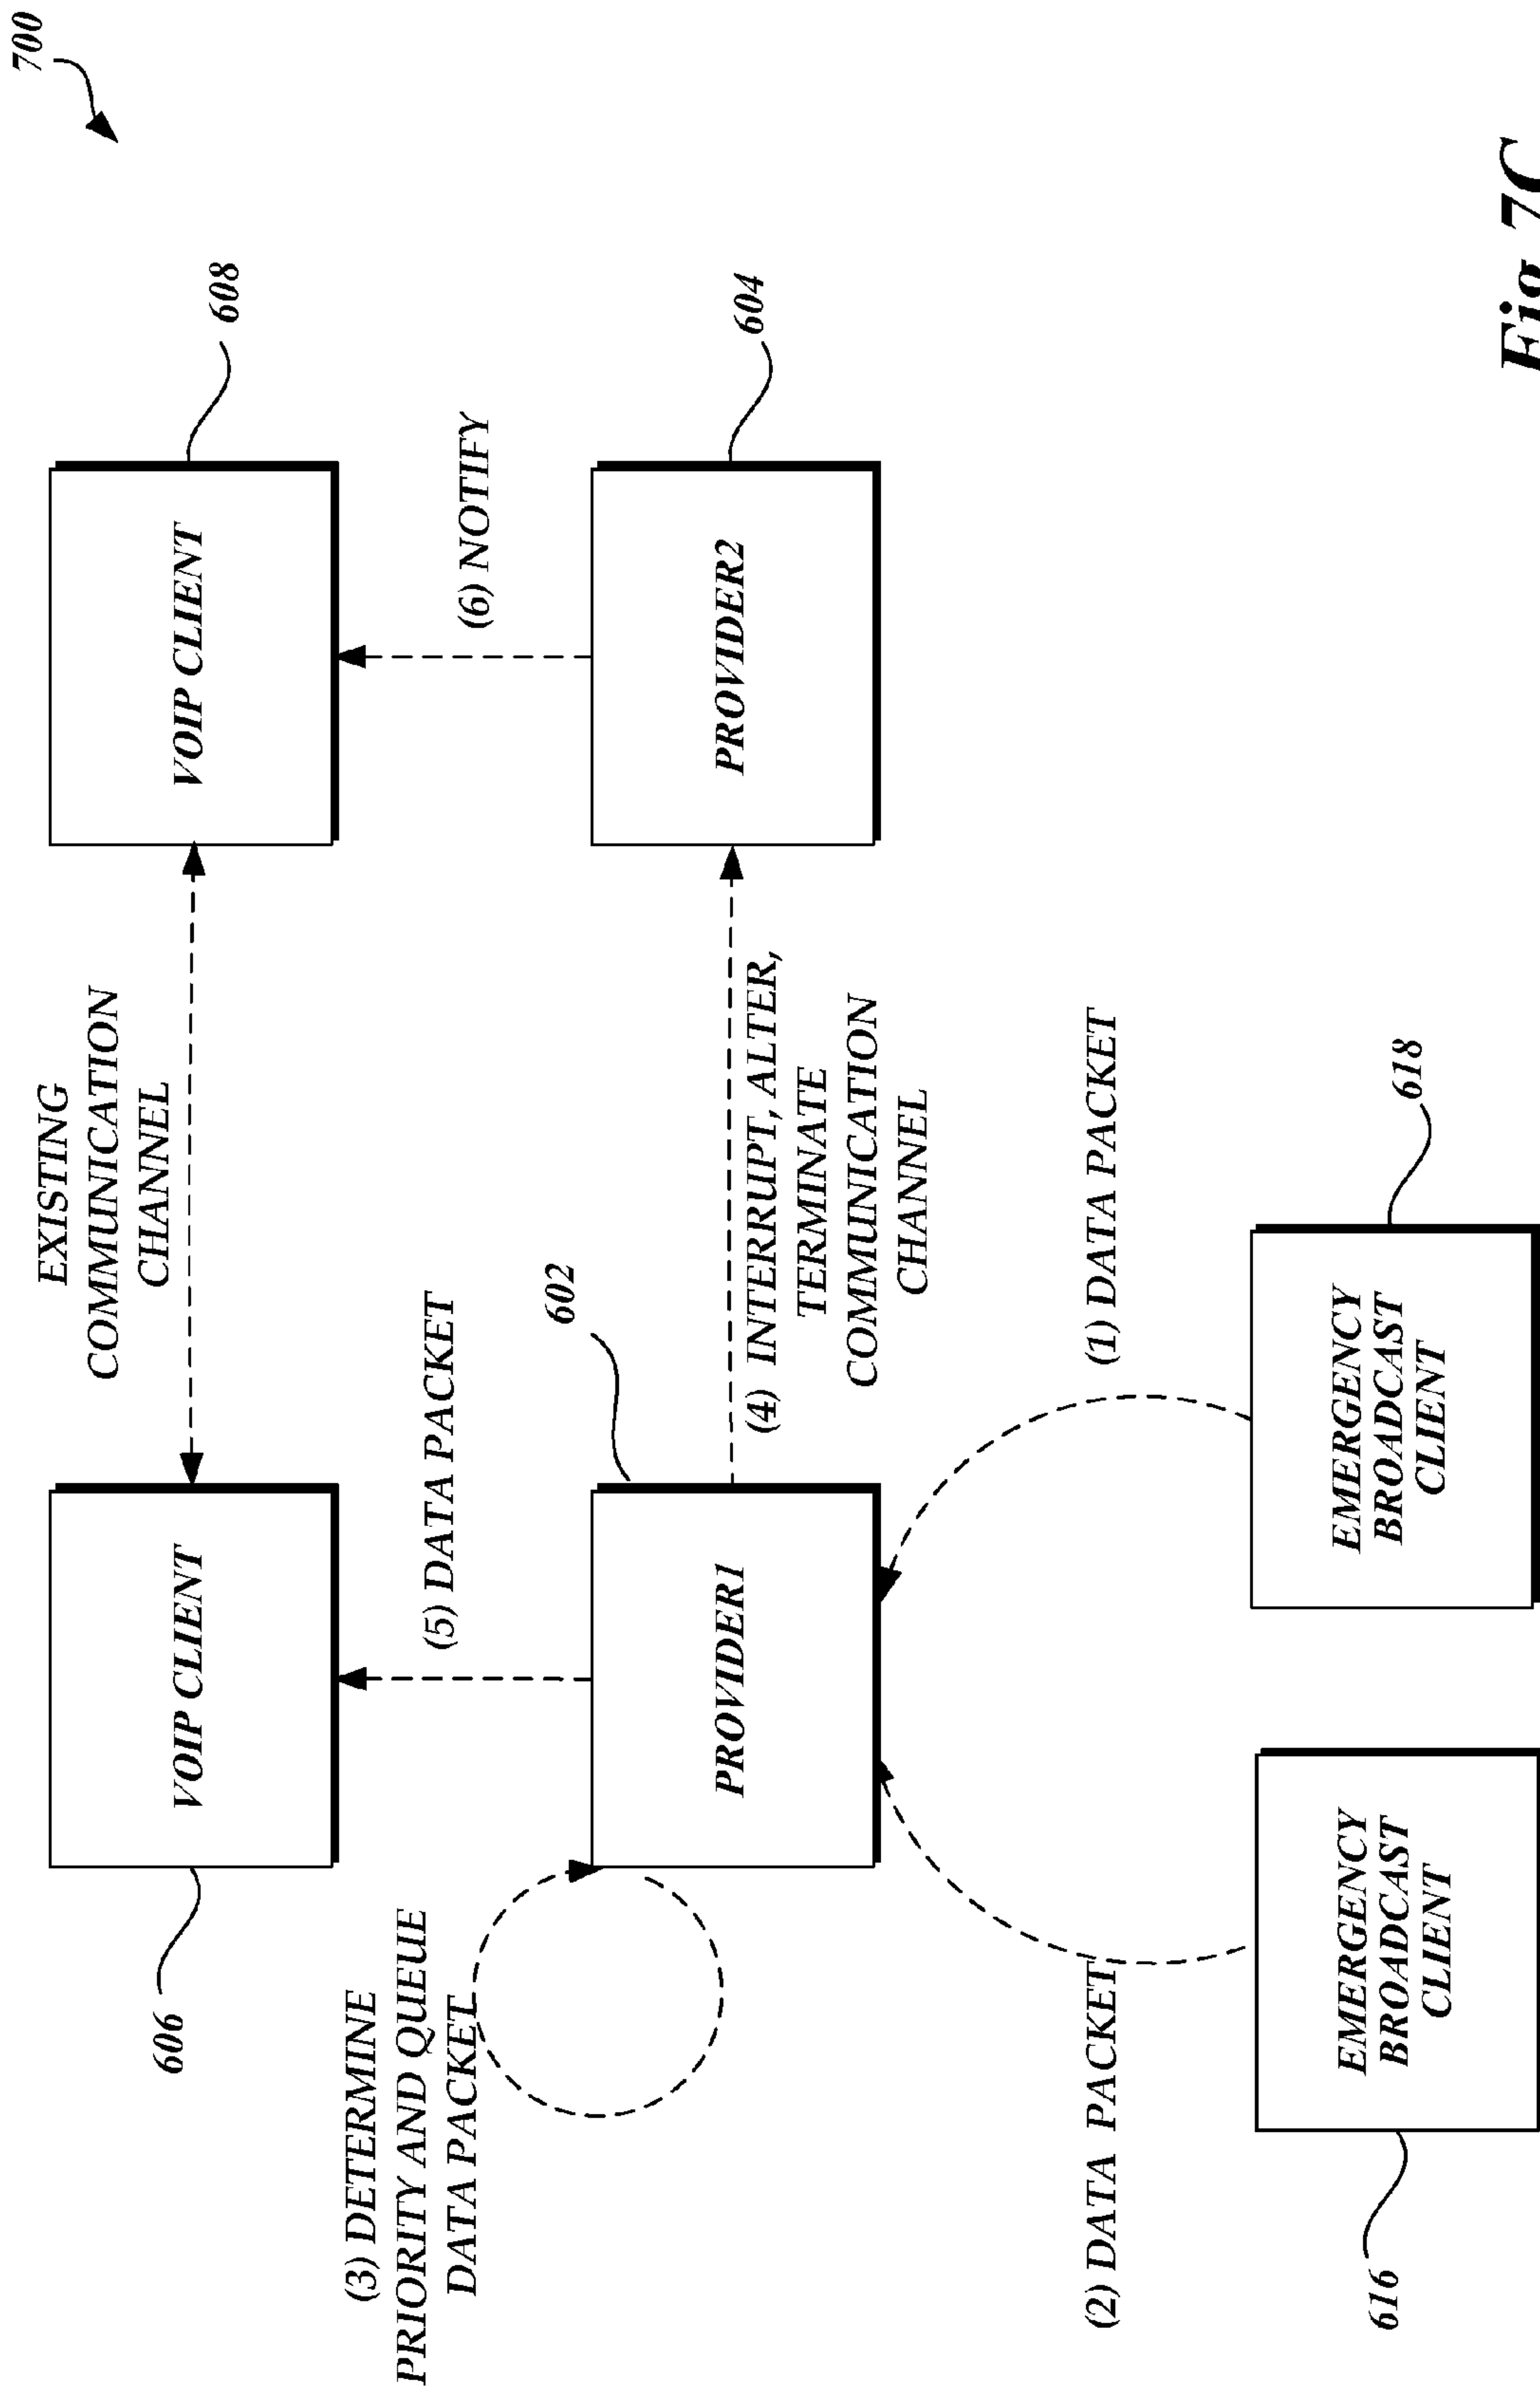 700
EXISTING
COMMUNICATION
CHANNEL
606
VOIP CLIENT
VOIP CLIENT
608
(3) DETERMINE
PRIORITY AND QUEUE
DATA PACKET
(5) DATA PACKET
(6) NOTIFY
602
PROVIDER1
PROVIDER2
604
(4) INTERRUPT, ALTER,
TERMINATE
COMMUNICATION
CHANNEL
(2) DATA PACKET
(1) DATA PACKET
616
EMERGENCY
BROADCAST
CLIENT
EMERGENCY
BROADCAST
CLIENT
618
Fig.7C